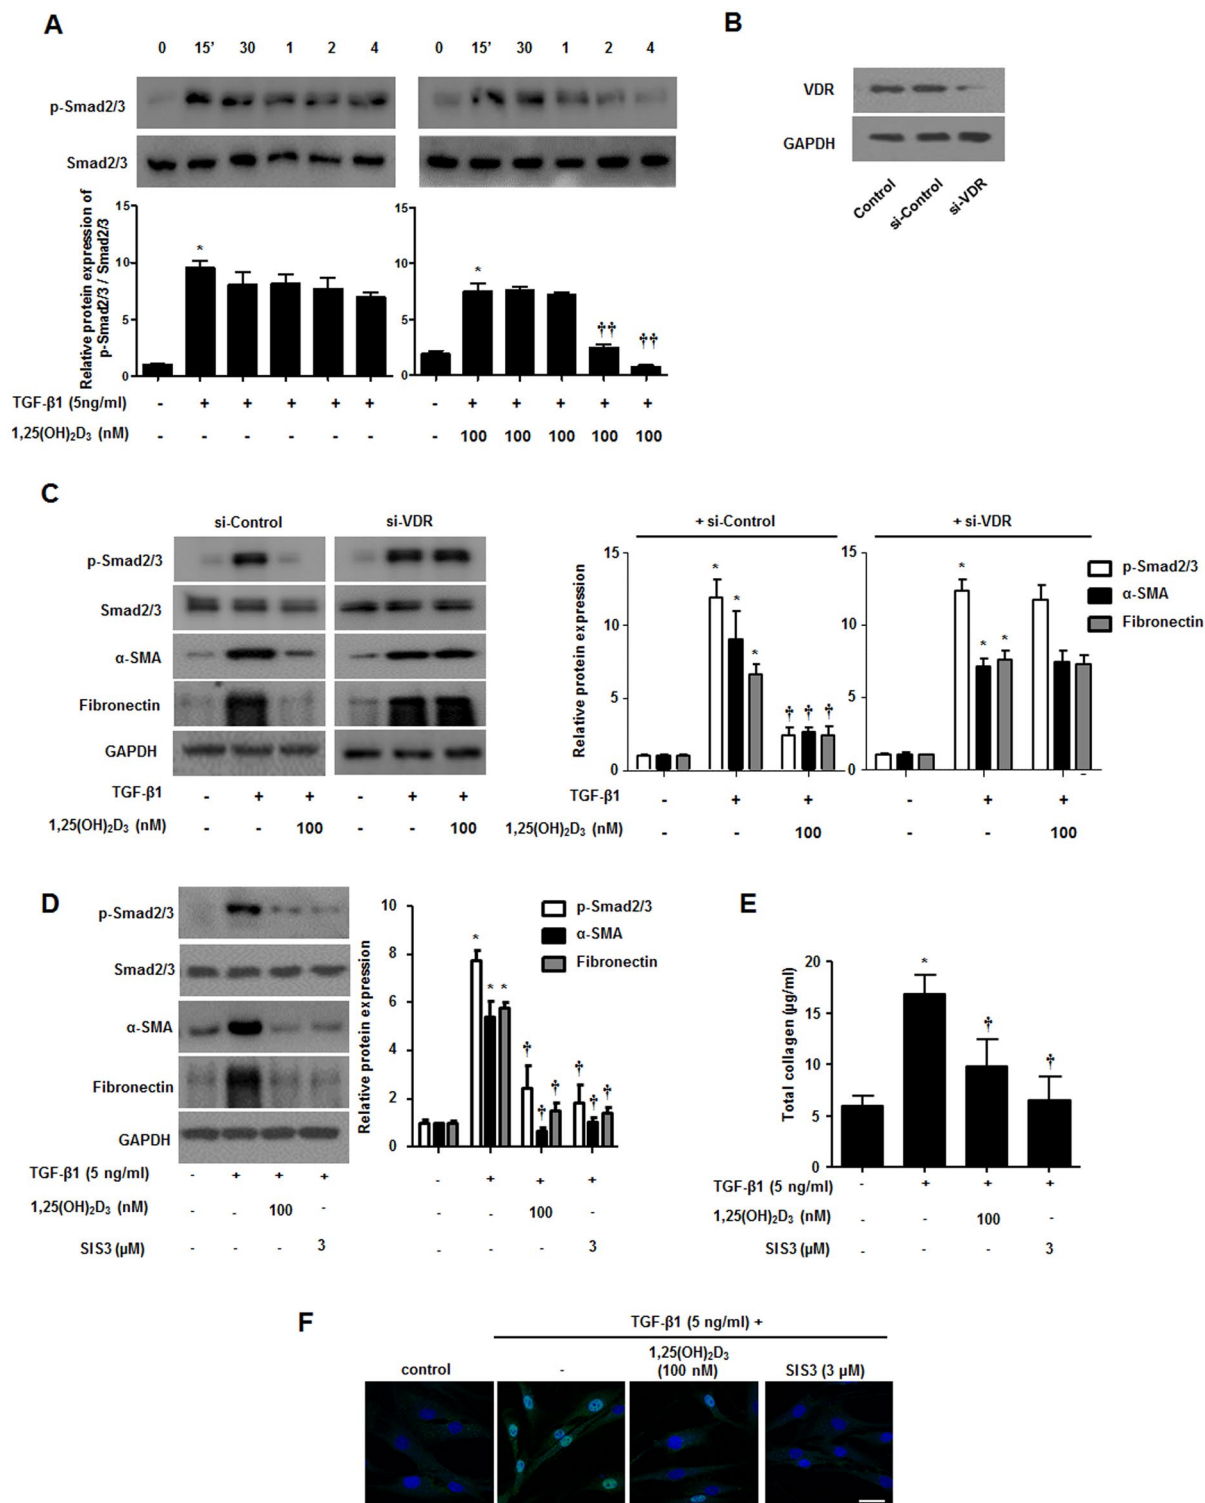 A
0 15' 30 1 2 4 0 15' 30 1 2 4
p-Smad2/3
Smad2/3
Relative protein expression of
p-Smad2/3 / Smad2/3
15 10 5 0
*
15 10 5 0
* †† ††
TGF-β1 (5ng/ml) - + + + + + - + + + + +
1,25(OH)₂D₃ (nM) - - - - - - - 100 100 100 100 100
B
VDR
GAPDH
Control si-Control si-VDR
C
si-Control si-VDR
p-Smad2/3
Smad2/3
α-SMA
Fibronectin
GAPDH
TGF-β1 - + + - + +
1,25(OH)₂D₃ (nM) - - 100 - - 100
+ si-Control + si-VDR
Relative protein expression
15 10 5 0
* * * † † †
15 10 5 0
* * *
p-Smad2/3
α-SMA
Fibronectin
TGF-β1 - + + - + +
1,25(OH)₂D₃ (nM) - - 100 - - 100
D
p-Smad2/3
Smad2/3
α-SMA
Fibronectin
GAPDH
TGF-β1 (5 ng/ml) - + + +
1,25(OH)₂D₃ (nM) - - 100 -
SIS3 (µM) - - - 3
Relative protein expression
10 8 6 4 2 0
* * * † † † † † †
p-Smad2/3
α-SMA
Fibronectin
- + + +
- - 100 -
- - - 3
E
Total collagen (µg/ml)
20 15 10 5 0
* † †
TGF-β1 (5 ng/ml) - + + +
1,25(OH)₂D₃ (nM) - - 100 -
SIS3 (µM) - - - 3
F
TGF-β1 (5 ng/ml) +
control - 1,25(OH)₂D₃
(100 nM) SIS3 (3 µM)